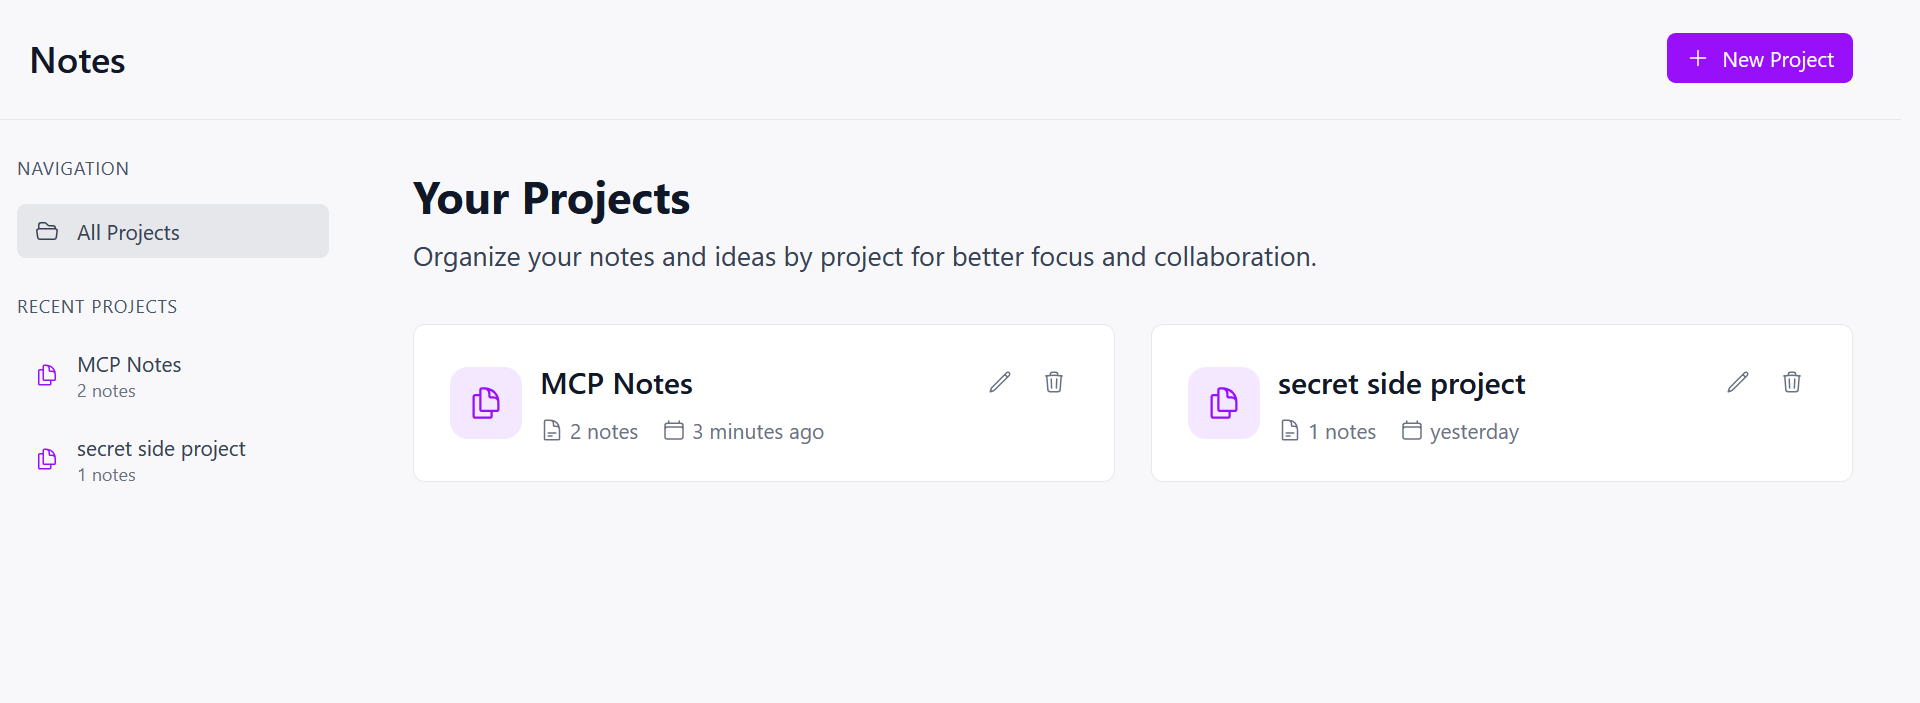 Notes
New Project
NAVIGATION
All Projects
RECENT PROJECTS
MCP Notes
2 notes
secret side project
1 notes
Your Projects
Organize your notes and ideas by project for better focus and collaboration.
MCP Notes
2 notes 3 minutes ago
secret side project
1 notes yesterday